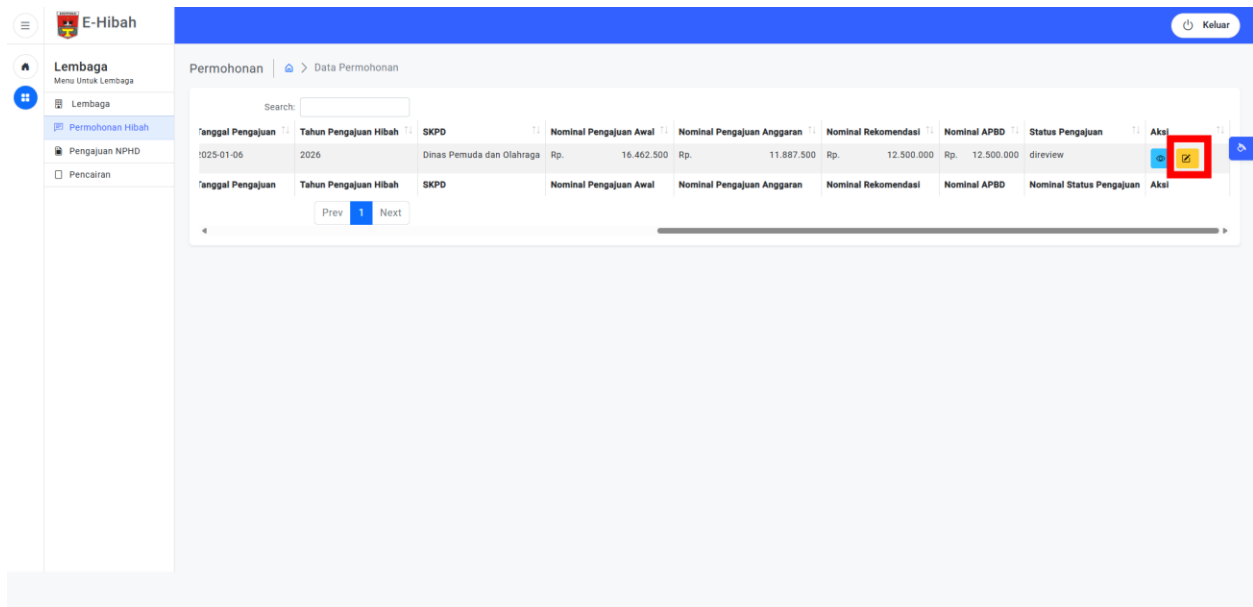 E-Hibah
Keluar
Lembaga
Menu Untuk Lembaga
Lembaga
Permohonan Hibah
Pengajuan NPHD
Pencairan
Permohonan Data Permohonan
Search:
Tanggal Pengajuan Tahun Pengajuan Hibah SKPD Nominal Pengajuan Awal Nominal Pengajuan Anggaran Nominal Rekomendasi Nominal APBD Status Pengajuan Aksi
2025-01-06 2026 Dinas Pemuda dan Olahraga Rp. 16.462.500 Rp. 11.887.500 Rp. 12.500.000 Rp. 12.500.000 direview
Tanggal Pengajuan Tahun Pengajuan Hibah SKPD Nominal Pengajuan Awal Nominal Pengajuan Anggaran Nominal Rekomendasi Nominal APBD Nominal Status Pengajuan Aksi
Prev 1 Next